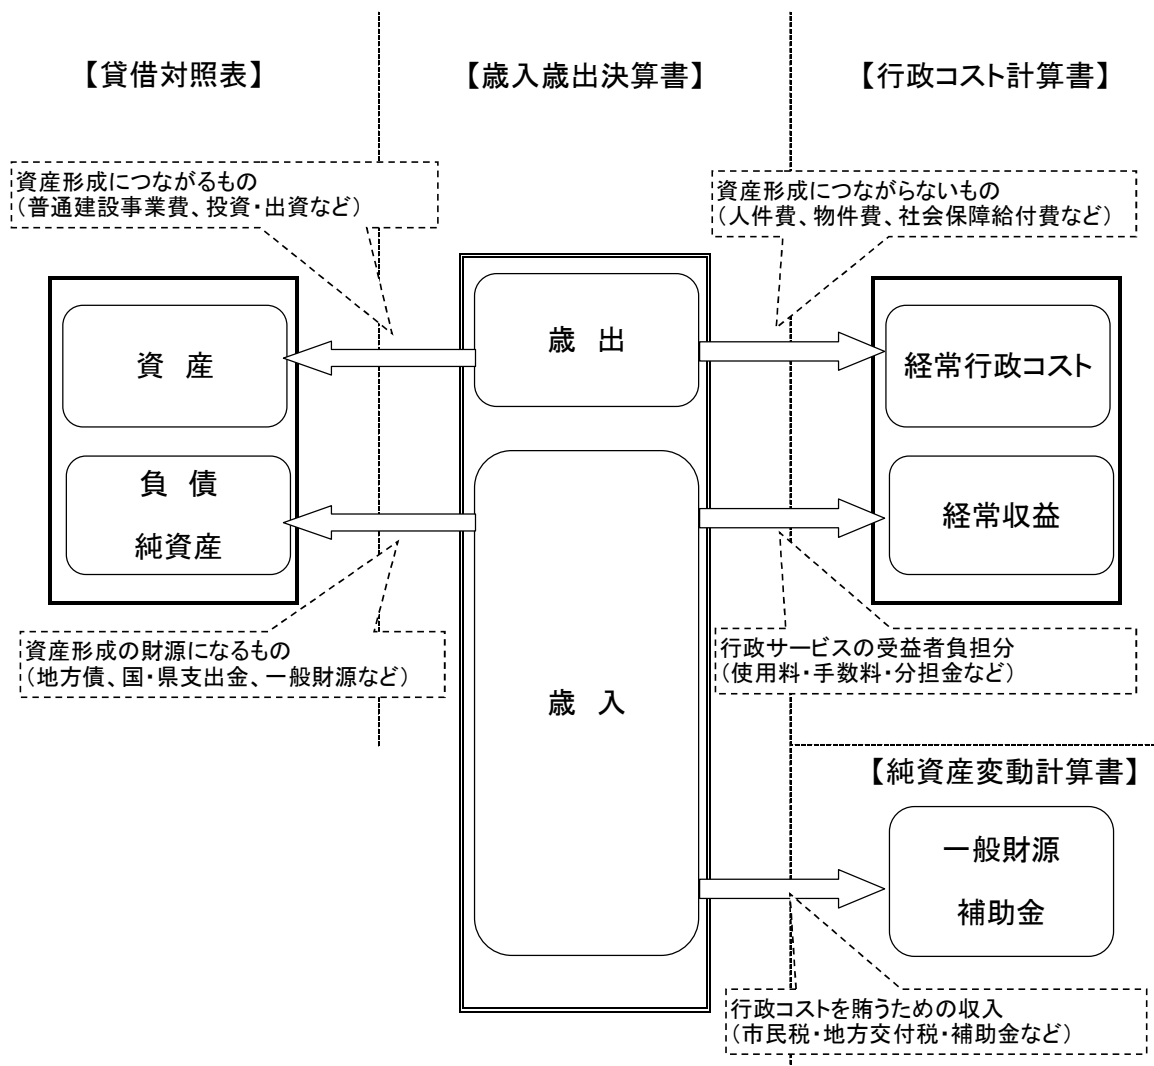 【貸借対照表】
【歳入歳出決算書】
【行政コスト計算書】
資産形成につながるもの
(普通建設事業費、投資・出資など)
資産形成につながらないもの
(人件費、物件費、社会保障給付費など)
資 産
歳 出
経常行政コスト
負 債
純資産
経常収益
資産形成の財源になるもの
(地方債、国・県支出金、一般財源など)
歳 入
行政サービスの受益者負担分
(使用料・手数料・分担金など)
【純資産変動計算書】
一般財源
補助金
行政コストを賄うための収入
(市民税・地方交付税・補助金など)